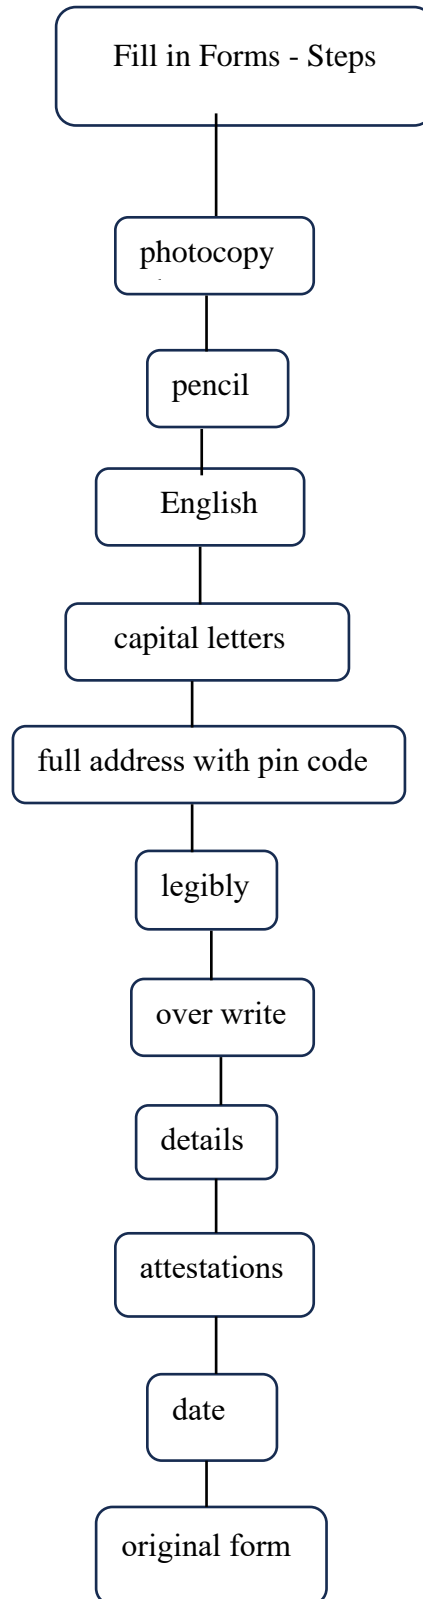 Fill in Forms - Steps
photocopy
pencil
English
capital letters
full address with pin code
legibly
over write
details
attestations
date
original form